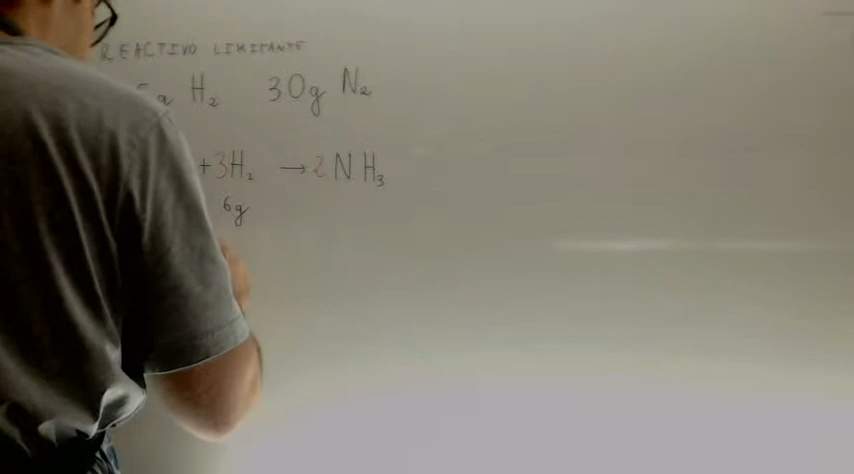 REACTIVO LIMITANTE
5g H₂ 30g N₂
+3H₂ → 2NH₃
6g